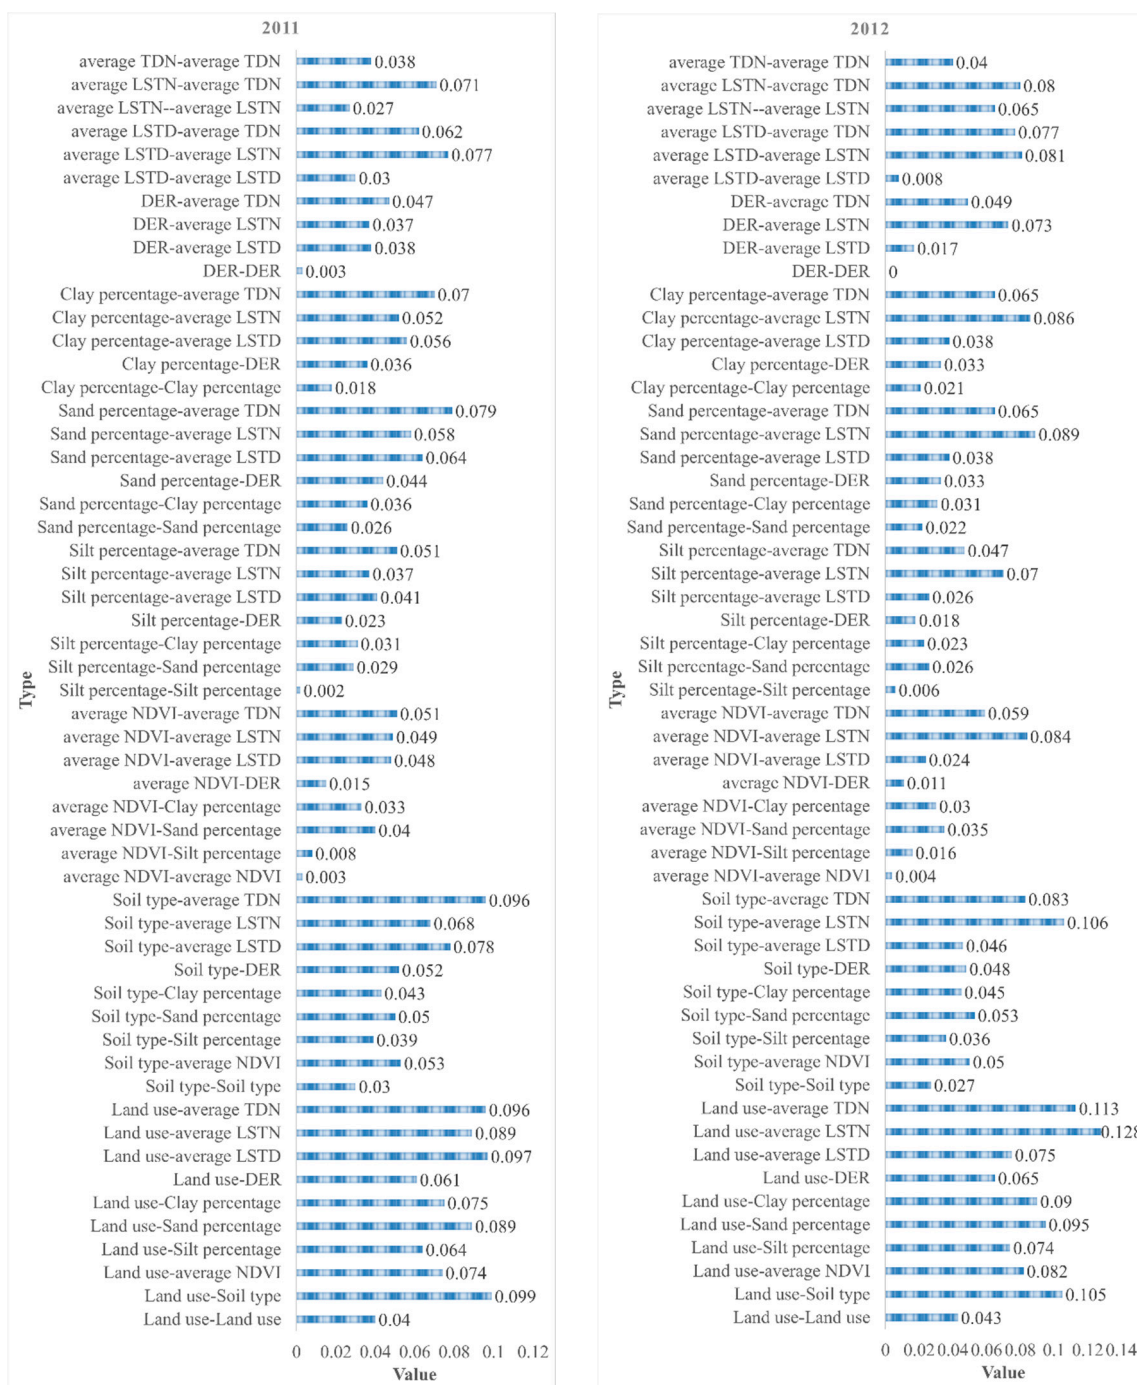 2011
average TDN-average TDN 0.038
average LSTN-average TDN 0.071
average LSTN--average LSTN 0.027
average LSTD-average TDN 0.062
average LSTD-average LSTN 0.077
average LSTD-average LSTD 0.03
DER-average TDN 0.047
DER-average LSTN 0.037
DER-average LSTD 0.038
DER-DER 0.003
Clay percentage-average TDN 0.07
Clay percentage-average LSTN 0.052
Clay percentage-average LSTD 0.056
Clay percentage-DER 0.036
Clay percentage-Clay percentage 0.018
Sand percentage-average TDN 0.079
Sand percentage-average LSTN 0.058
Sand percentage-average LSTD 0.064
Sand percentage-DER 0.044
Sand percentage-Clay percentage 0.036
Sand percentage-Sand percentage 0.026
Silt percentage-average TDN 0.051
Silt percentage-average LSTN 0.037
Silt percentage-average LSTD 0.041
Silt percentage-DER 0.023
Silt percentage-Clay percentage 0.031
Silt percentage-Sand percentage 0.029
Silt percentage-Silt percentage 0.002
average NDVI-average TDN 0.051
average NDVI-average LSTN 0.049
average NDVI-average LSTD 0.048
average NDVI-DER 0.015
average NDVI-Clay percentage 0.033
average NDVI-Sand percentage 0.04
average NDVI-Silt percentage 0.008
average NDVI-average NDVI 0.003
Soil type-average TDN 0.096
Soil type-average LSTN 0.068
Soil type-average LSTD 0.078
Soil type-DER 0.052
Soil type-Clay percentage 0.043
Soil type-Sand percentage 0.05
Soil type-Silt percentage 0.039
Soil type-average NDVI 0.053
Soil type-Soil type 0.03
Land use-average TDN 0.096
Land use-average LSTN 0.089
Land use-average LSTD 0.097
Land use-DER 0.061
Land use-Clay percentage 0.075
Land use-Sand percentage 0.089
Land use-Silt percentage 0.064
Land use-average NDVI 0.074
Land use-Soil type 0.099
Land use-Land use 0.04
Type
0 0.02 0.04 0.06 0.08 0.1 0.12
Value
2012
average TDN-average TDN 0.04
average LSTN-average TDN 0.08
average LSTN--average LSTN 0.065
average LSTD-average TDN 0.077
average LSTD-average LSTN 0.081
average LSTD-average LSTD 0.008
DER-average TDN 0.049
DER-average LSTN 0.073
DER-average LSTD 0.017
DER-DER 0
Clay percentage-average TDN 0.065
Clay percentage-average LSTN 0.086
Clay percentage-average LSTD 0.038
Clay percentage-DER 0.033
Clay percentage-Clay percentage 0.021
Sand percentage-average TDN 0.065
Sand percentage-average LSTN 0.089
Sand percentage-average LSTD 0.038
Sand percentage-DER 0.033
Sand percentage-Clay percentage 0.031
Sand percentage-Sand percentage 0.022
Silt percentage-average TDN 0.047
Silt percentage-average LSTN 0.07
Silt percentage-average LSTD 0.026
Silt percentage-DER 0.018
Silt percentage-Clay percentage 0.023
Silt percentage-Sand percentage 0.026
Silt percentage-Silt percentage 0.006
average NDVI-average TDN 0.059
average NDVI-average LSTN 0.084
average NDVI-average LSTD 0.024
average NDVI-DER 0.011
average NDVI-Clay percentage 0.03
average NDVI-Sand percentage 0.035
average NDVI-Silt percentage 0.016
average NDVI-average NDVI 0.004
Soil type-average TDN 0.083
Soil type-average LSTN 0.106
Soil type-average LSTD 0.046
Soil type-DER 0.048
Soil type-Clay percentage 0.045
Soil type-Sand percentage 0.053
Soil type-Silt percentage 0.036
Soil type-average NDVI 0.05
Soil type-Soil type 0.027
Land use-average TDN 0.113
Land use-average LSTN 0.128
Land use-average LSTD 0.075
Land use-DER 0.065
Land use-Clay percentage 0.09
Land use-Sand percentage 0.095
Land use-Silt percentage 0.074
Land use-average NDVI 0.082
Land use-Soil type 0.105
Land use-Land use 0.043
Type
0 0.02 0.04 0.06 0.08 0.1 0.12 0.14
Value